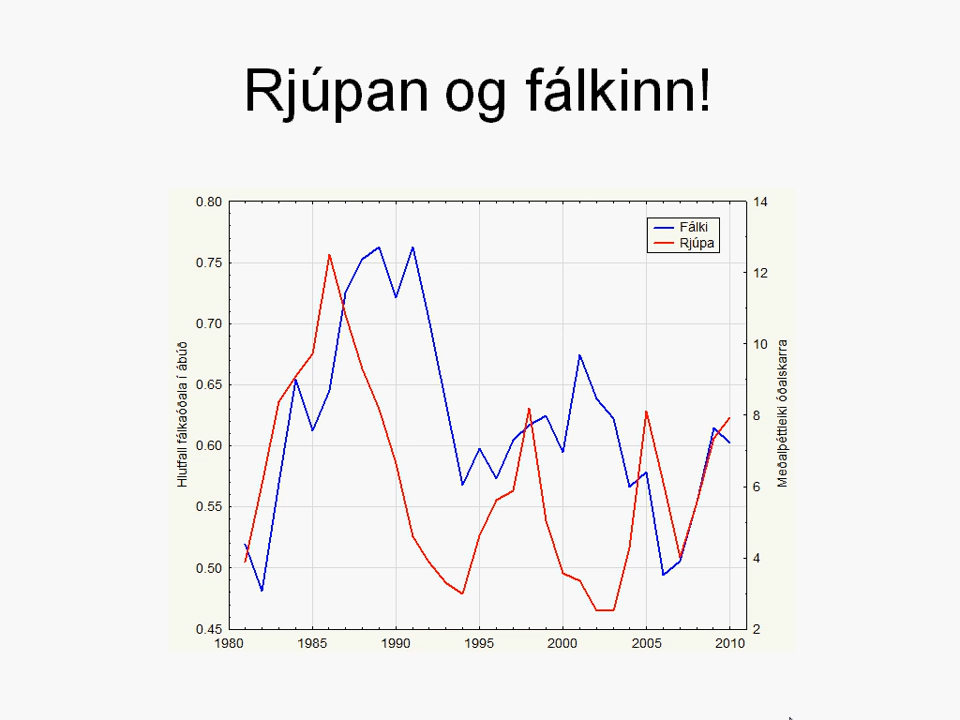 Rjúpan og fálkinn!
0.80
0.75
0.70
0.65
0.60
0.55
0.50
0.45
Hlutfall fálkaóðala í ábúð
Fálki
Rjúpa
14
12
10
8
6
4
2
Meðalþéttleiki óðalskarra
1980 1985 1990 1995 2000 2005 2010